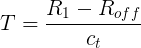 T = \frac{R_1 - R_{off}}{c_t}